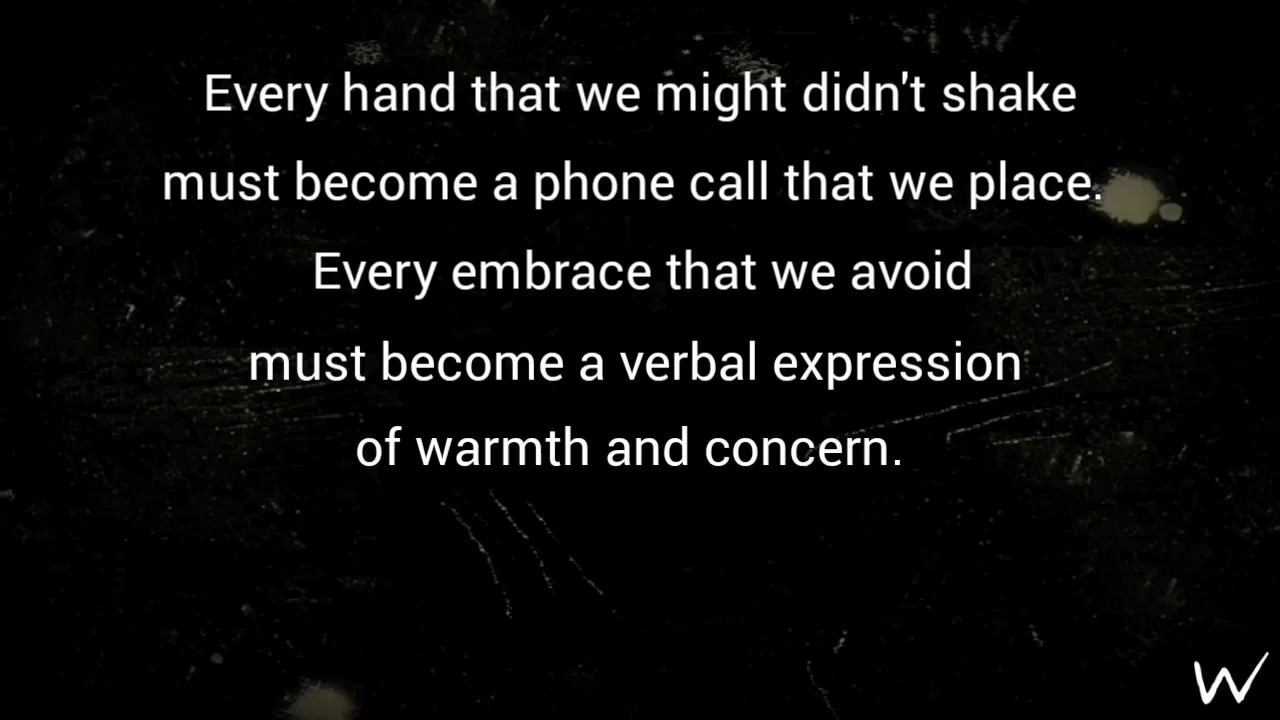 Every hand that we might didn't shake
must become a phone call that we place.
Every embrace that we avoid
must become a verbal expression
of warmth and concern.
W